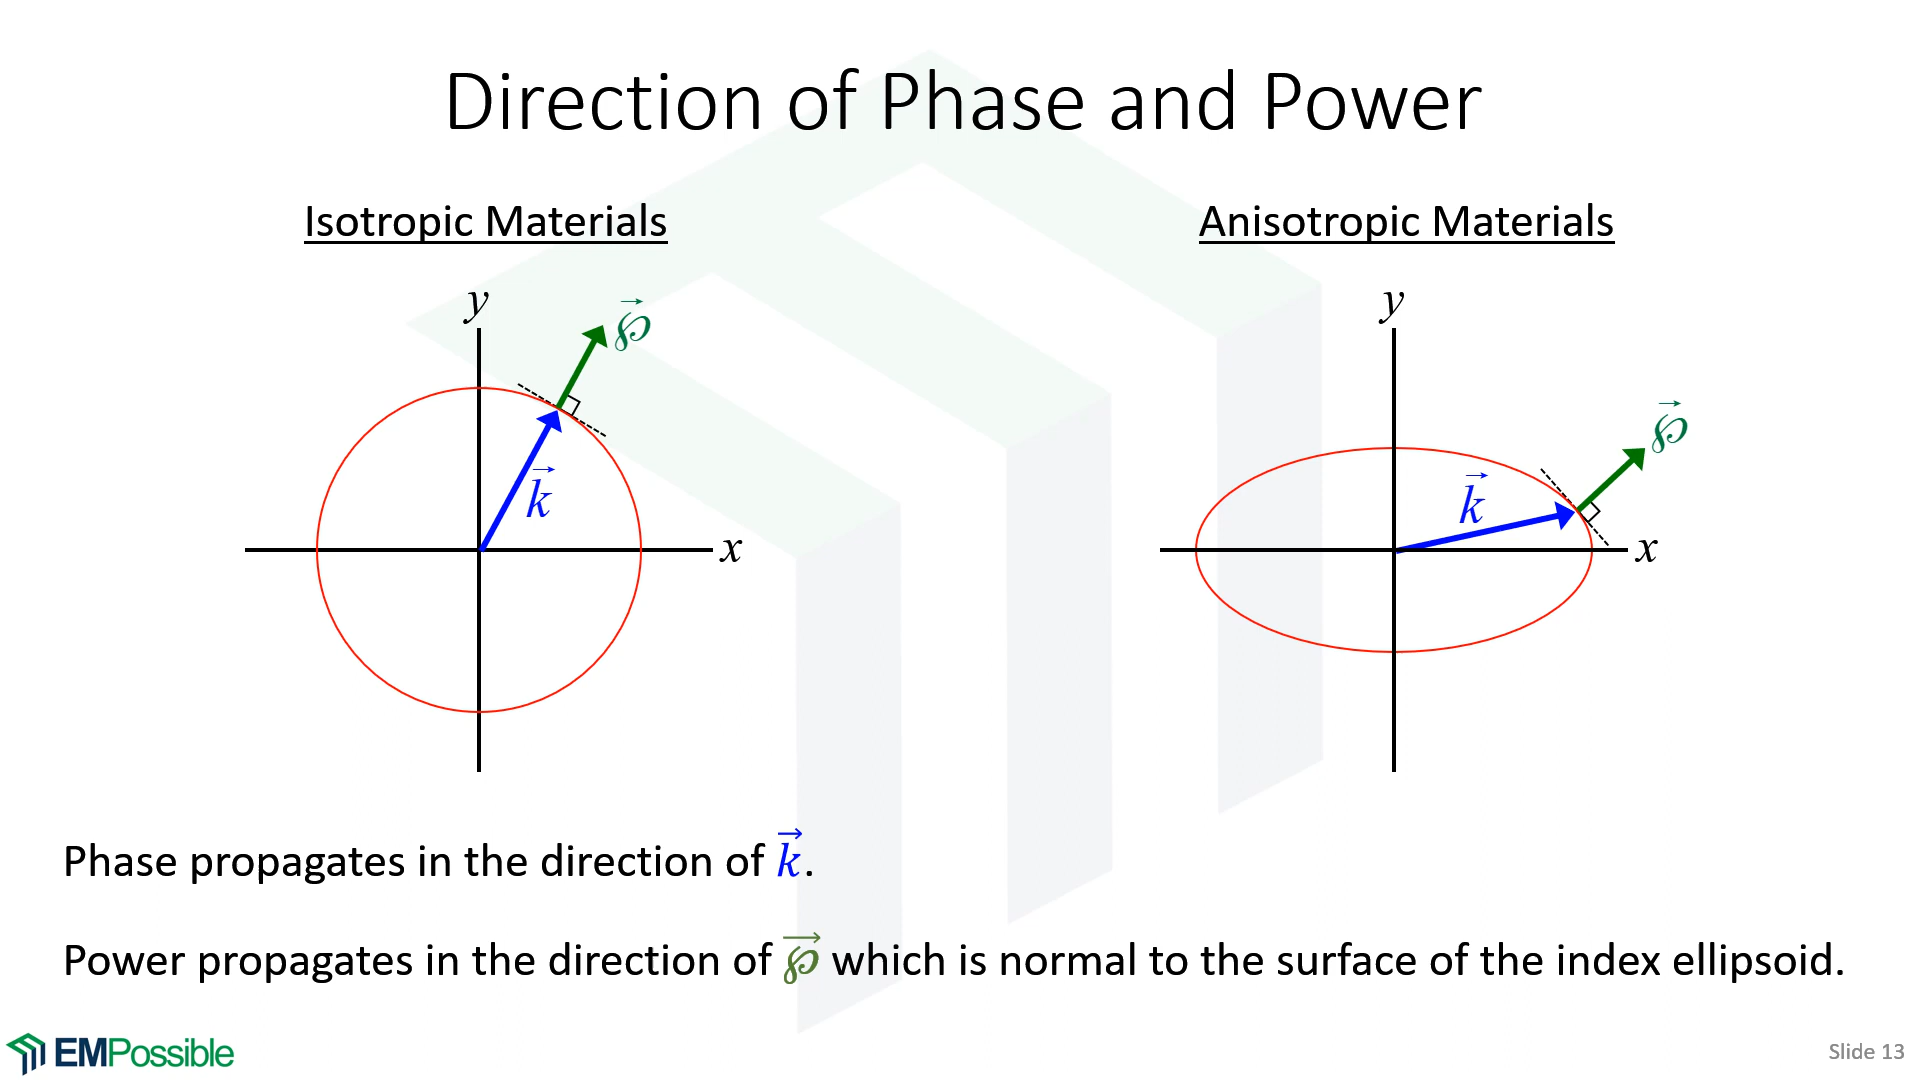 Direction of Phase and Power
Isotropic Materials
Anisotropic Materials
y
℘⃗
k⃗
x
y
℘⃗
k⃗
x
Phase propagates in the direction of k⃗.
Power propagates in the direction of ℘⃗ which is normal to the surface of the index ellipsoid.
EMPossible
Slide 13